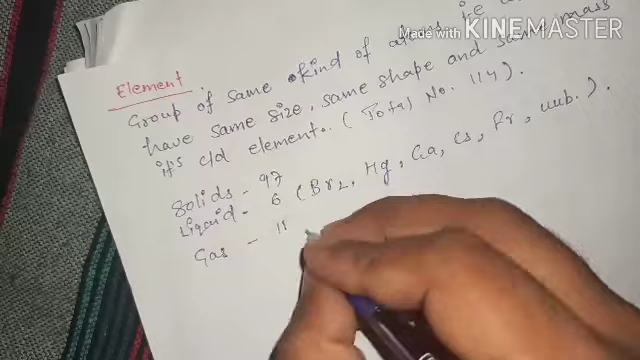 Made with KINEMASTER
Element :
Group of same kind of atoms i.e
have same size, same shape and same mass
it's c/d element.. (Total No. 114).
Solids - 97
Liquid - 6 (Br2, Hg, Ga, Cs, Fr, uub.).
Gas - 11